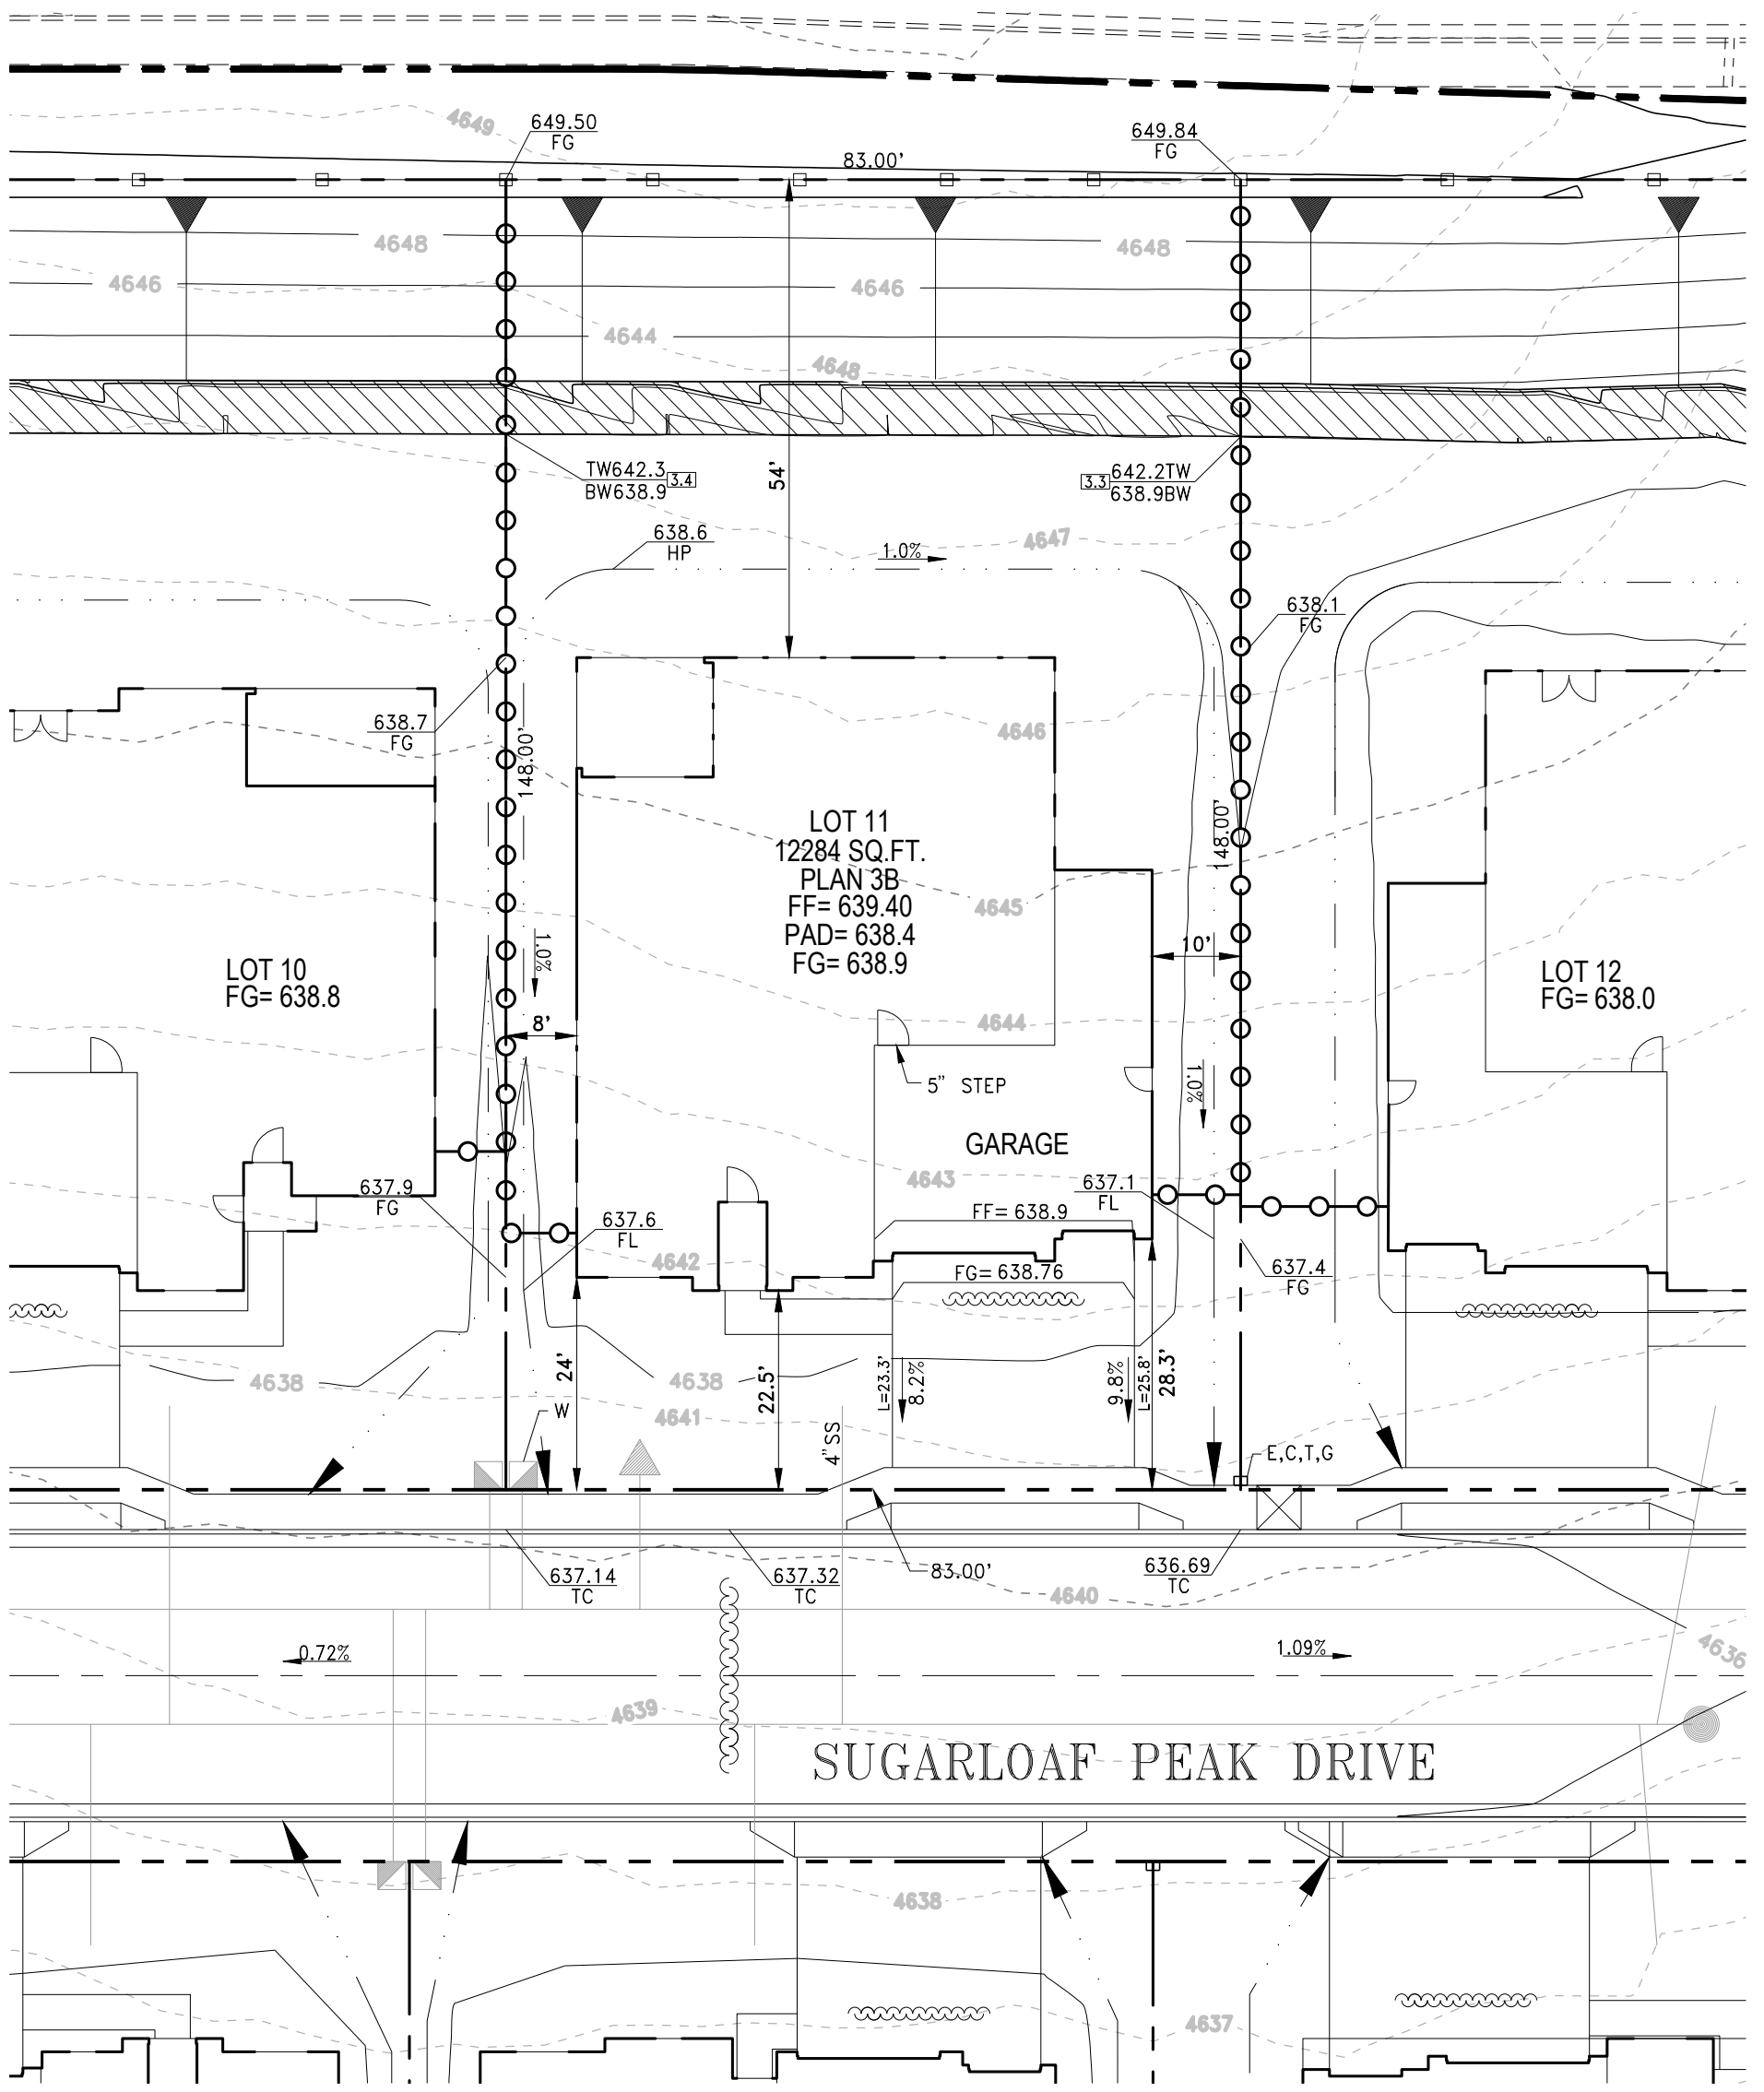 4649
649.50
FG
649.84
FG
83.00'
4648
4648
4646
4646
4644
4648
TW642.3 3.4
BW638.9
54'
3.3 642.2TW
638.9BW
638.6
HP
1.0%
4647
638.1
FG
638.7
FG
148.00'
4646
148.00'
LOT 11
12284 SQ.FT.
PLAN 3B
FF= 639.40
PAD= 638.4
FG= 638.9
4645
10'
1.0%
LOT 10
FG= 638.8
LOT 12
FG= 638.0
8'
4644
5" STEP
1.0%
GARAGE
4643
637.9
FG
637.1
FL
637.6
FL
FF= 638.9
4642
FG= 638.76
637.4
FG
4638
24'
4638
22.5'
L=23.3'
8.2%
9.8%
L=25.8'
28.3'
W
4641
4" SS
E,C,T,G
637.14
TC
637.32
TC
83.00'
636.69
TC
4640
0.72%
1.09%
4636
4639
SUGARLOAF PEAK DRIVE
4638
4637